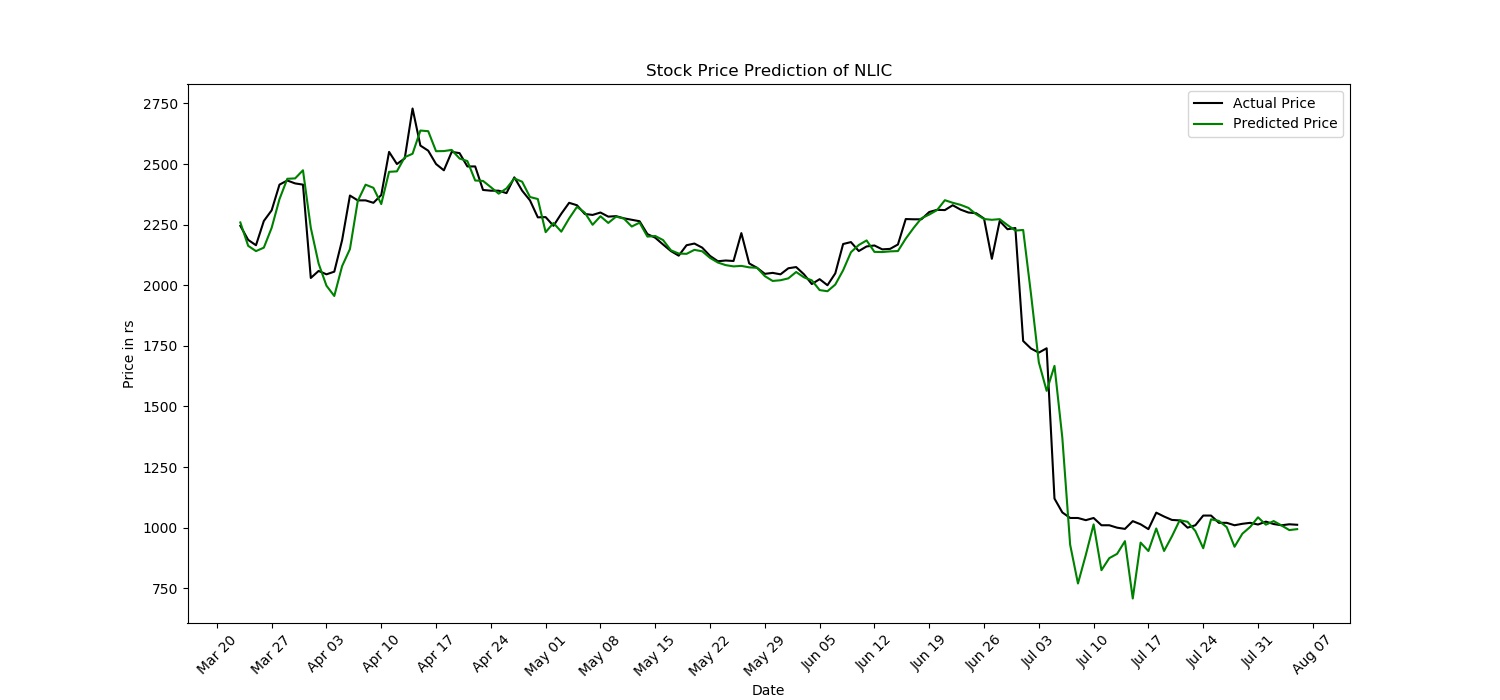 Stock Price Prediction of NLIC
Actual Price
Predicted Price
Price in rs
2750
2500
2250
2000
1750
1500
1250
1000
750
Mar 20
Mar 27
Apr 03
Apr 10
Apr 17
Apr 24
May 01
May 08
May 15
May 22
May 29
Jun 05
Jun 12
Jun 19
Jun 26
Jul 03
Jul 10
Jul 17
Jul 24
Jul 31
Aug 07
Date